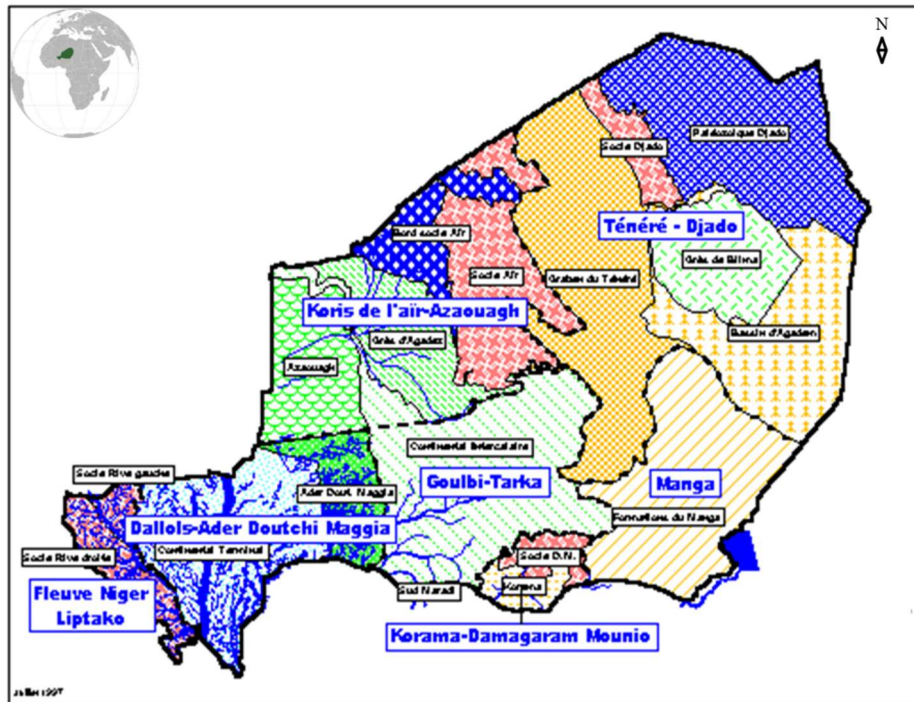 N
Paléozoique Djado
Socle Djado
Ténéré - Djado
Bord socle Aïr
Grès de Bilma
Socle Aïr
Graben du Ténéré
Koris de l'aïr-Azaouagh
Bassin d'Agadem
Grès d'Agadez
Azaouagh
Continental Intercalaire
Socle Rive gauche
Goulbi-Tarka
Manga
Ader Dout. Maggia
Formations du Manga
Dallols-Ader Doutchi Maggia
Continental Terminal
Socle Rive droite
Socle D.M.
Fleuve Niger
Liptako
Sud Maradi
Korama
Korama-Damagaram Mounio
Juillet 1997